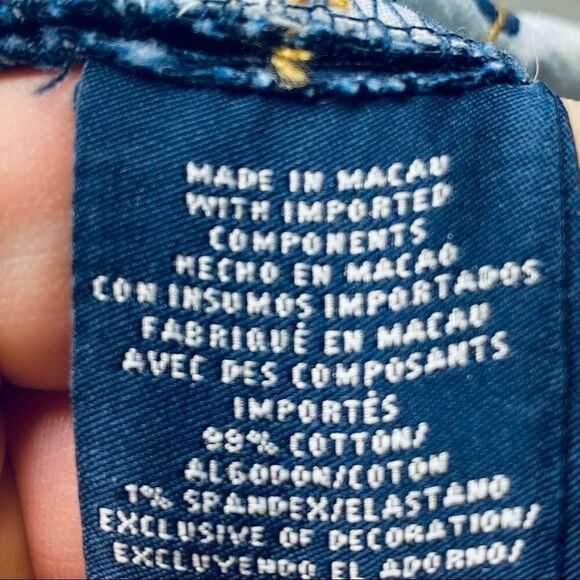 MADE IN MACAU
WITH IMPORTED
COMPONENTS
HECHO EN MACAO
CON INSUMOS IMPORTADOS
FABRIQUÉ EN MACAU
AVEC DES COMPOSANTS
IMPORTÉS
99% COTTON/
ALGODON/COTON
1% SPANDEX/ELASTANO
EXCLUSIVE OF DECORATION/
EXCLUYENDO EL ADORNO/